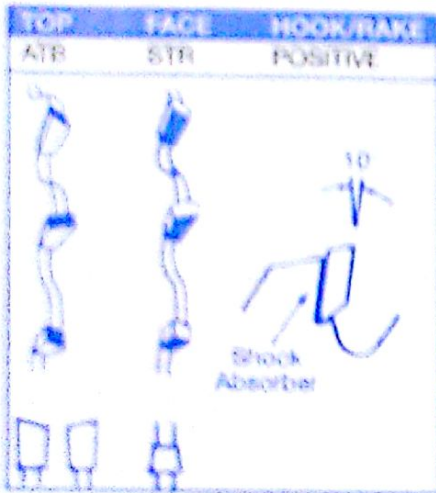 TOP FACE HOOK/RAKE
ATB STR POSITIVE
10
Shock
Absorber